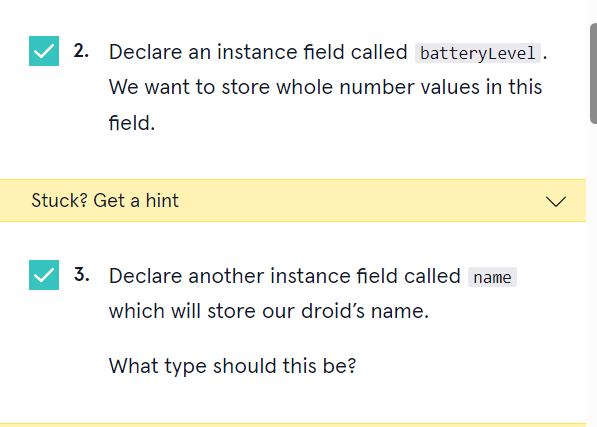 2. Declare an instance field called batteryLevel.
We want to store whole number values in this
field.
Stuck? Get a hint
3. Declare another instance field called name
which will store our droid’s name.
What type should this be?